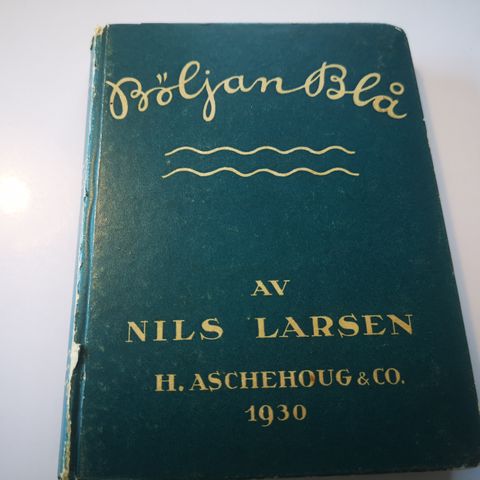 Böljan Blå
AV
NILS LARSEN
H. ASCHEHOUG & CO.
1930